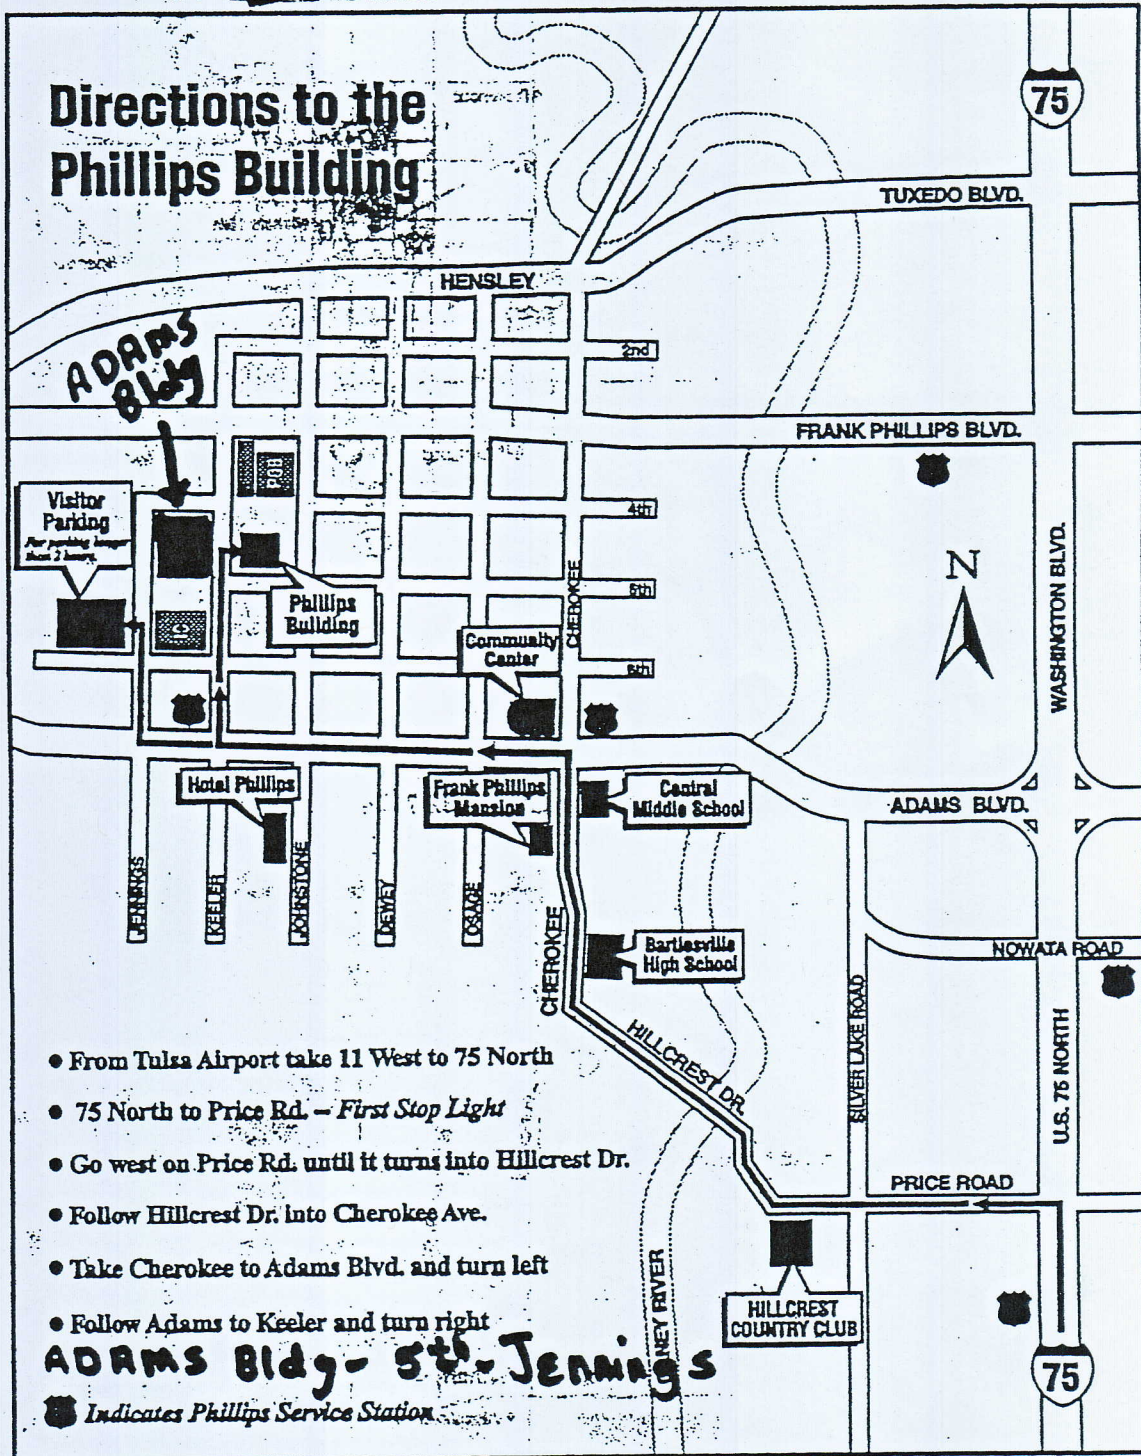 Directions to the
Phillips Building
75
TUXEDO BLVD.
HENSLEY
ADAMS
Bldg
2nd
FRANK PHILLIPS BLVD.
POB
Visitor
Parking
For parking longer
than 2 hours.
4th
N
WASHINGTON BLVD.
CHEROKEE
5th
Phillips
Building
Community
Center
6th
Hotel Phillips
Frank Phillips
Mansion
Central
Middle School
ADAMS BLVD.
JENNINGS
KEELER
JOHNSTONE
DEWEY
OSAGE
CHEROKEE
Bartlesville
High School
NOWATA ROAD
HILLCREST DR.
SILVER LAKE ROAD
U.S. 75 NORTH
● From Tulsa Airport take 11 West to 75 North
● 75 North to Price Rd. – First Stop Light
● Go west on Price Rd. until it turns into Hillcrest Dr.
PRICE ROAD
● Follow Hillcrest Dr. into Cherokee Ave.
● Take Cherokee to Adams Blvd. and turn left
HILLCREST
COUNTRY CLUB
● Follow Adams to Keeler and turn right
RIVER
ADAMS Bldg - 5th - Jennings
75
Indicates Phillips Service Station